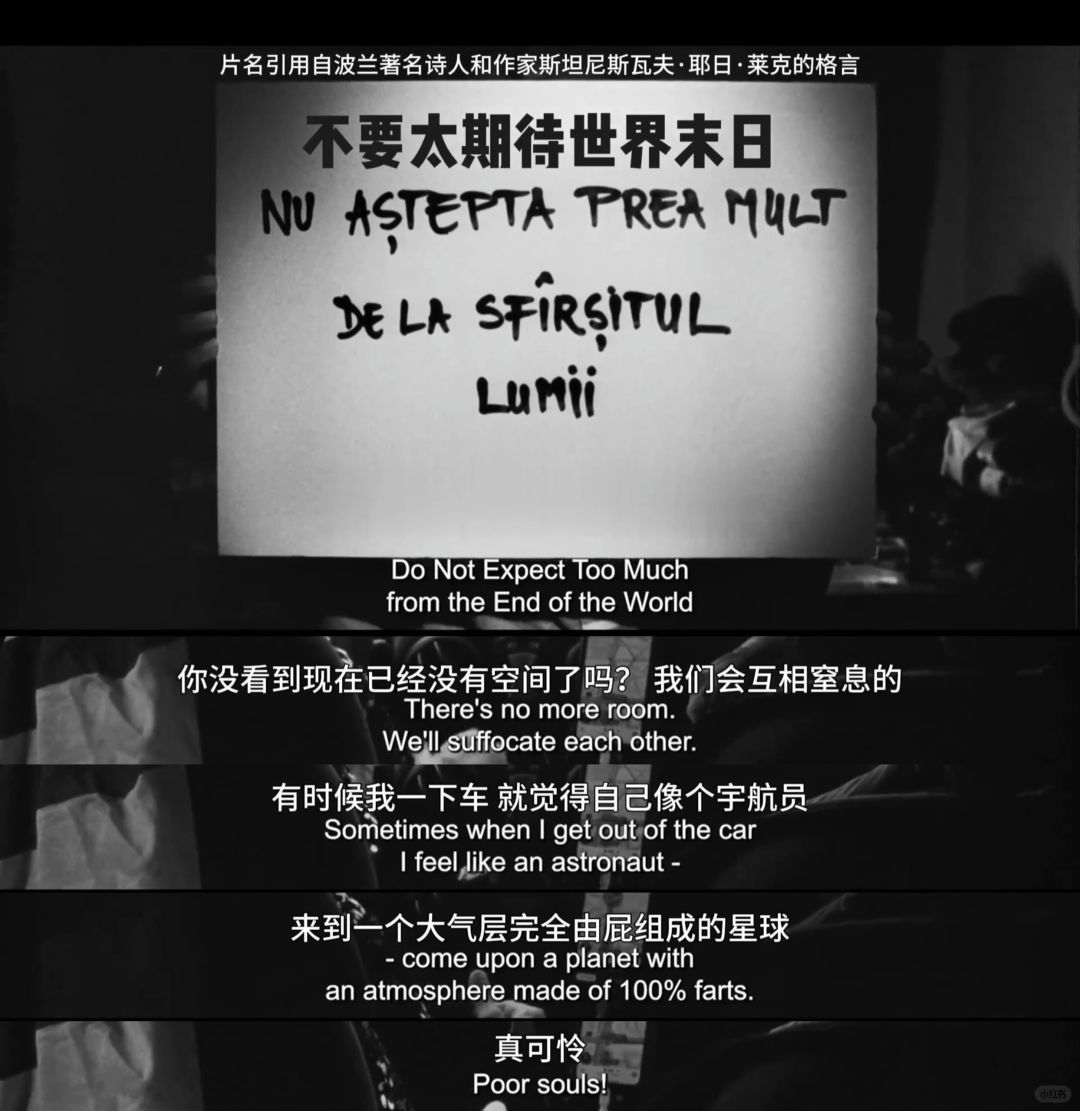 片名引用自波兰著名诗人和作家斯坦尼斯瓦夫·耶日·莱克的格言
不要太期待世界末日
NU AȘTEPTA PREA MULT
DE LA SFÎRȘITUL
LUMII
Do Not Expect Too Much
from the End of the World
你没看到现在已经没有空间了吗？ 我们会互相窒息的
There's no more room.
We'll suffocate each other.
有时候我一下车 就觉得自己像个宇航员
Sometimes when I get out of the car
I feel like an astronaut -
来到一个大气层完全由屁组成的星球
- come upon a planet with
an atmosphere made of 100% farts.
真可怜
Poor souls!
小红书